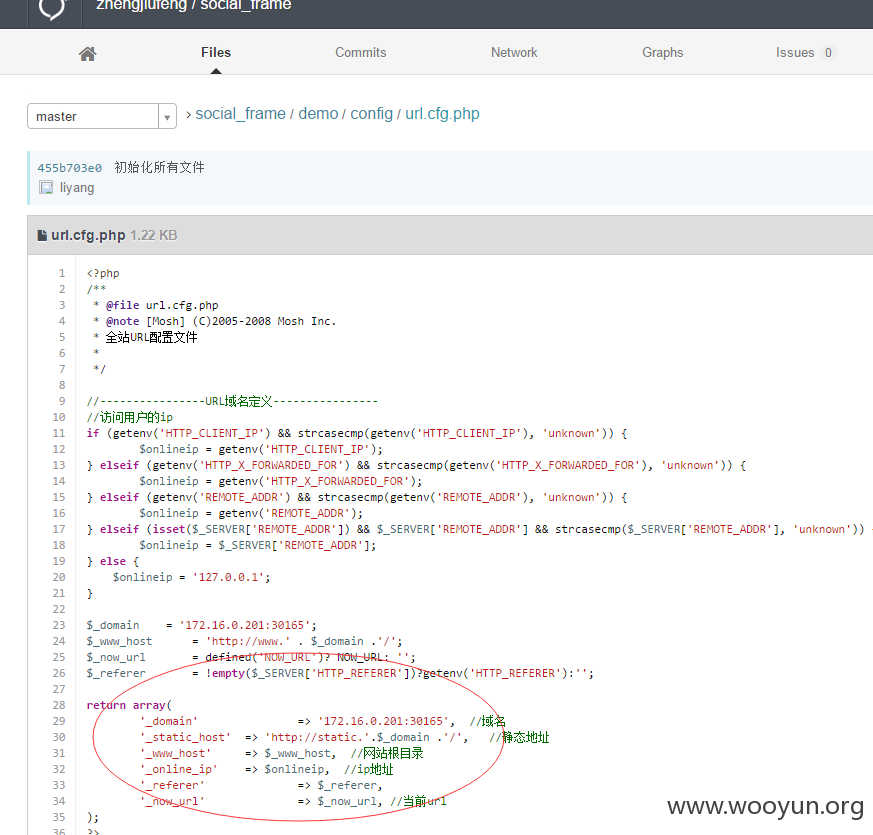 zhengjiufeng / social_frame
Files Commits Network Graphs Issues 0
master › social_frame / demo / config / url.cfg.php
455b703e0 初始化所有文件
liyang
url.cfg.php 1.22 KB
1 <?php
2 /**
3 * @file url.cfg.php
4 * @note [Mosh] (C)2005-2008 Mosh Inc.
5 * 全站URL配置文件
6 *
7 */
8
9 //----------------URL域名定义----------------
10 //访问用户的ip
11 if (getenv('HTTP_CLIENT_IP') && strcasecmp(getenv('HTTP_CLIENT_IP'), 'unknown')) {
12 $onlineip = getenv('HTTP_CLIENT_IP');
13 } elseif (getenv('HTTP_X_FORWARDED_FOR') && strcasecmp(getenv('HTTP_X_FORWARDED_FOR'), 'unknown')) {
14 $onlineip = getenv('HTTP_X_FORWARDED_FOR');
15 } elseif (getenv('REMOTE_ADDR') && strcasecmp(getenv('REMOTE_ADDR'), 'unknown')) {
16 $onlineip = getenv('REMOTE_ADDR');
17 } elseif (isset($_SERVER['REMOTE_ADDR']) && $_SERVER['REMOTE_ADDR'] && strcasecmp($_SERVER['REMOTE_ADDR'], 'unknown'))
18 $onlineip = $_SERVER['REMOTE_ADDR'];
19 } else {
20 $onlineip = '127.0.0.1';
21 }
22
23 $_domain = '172.16.0.201:30165';
24 $_www_host = 'http://www.' . $_domain .'/';
25 $_now_url = defined('NOW_URL')? NOW_URL: '';
26 $_referer = !empty($_SERVER['HTTP_REFERER'])?getenv('HTTP_REFERER'):'';
27
28 return array(
29 '_domain' => '172.16.0.201:30165', //域名
30 '_static_host' => 'http://static.'.$_domain .'/', //静态地址
31 '_www_host' => $_www_host, //网站根目录
32 '_online_ip' => $onlineip, //ip地址
33 '_referer' => $_referer,
34 '_now_url' => $_now_url, //当前url
35 );
36 ?>
www.wooyun.org